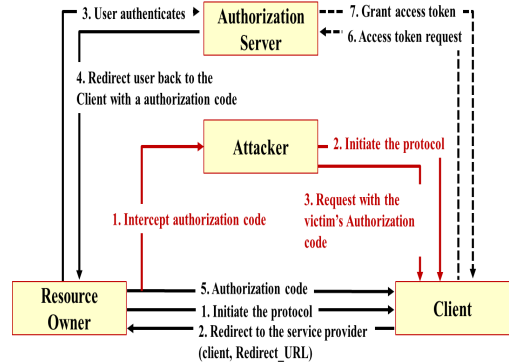 3. User authenticates
Authorization
Server
7. Grant access token
6. Access token request
4. Redirect user back to the
Client with a authorization code
Attacker
2. Initiate the protocol
3. Request with the
victim's Authorization
code
1. Intercept authorization code
Resource
Owner
5. Authorization code
1. Initiate the protocol
2. Redirect to the service provider
(client, Redirect_URL)
Client